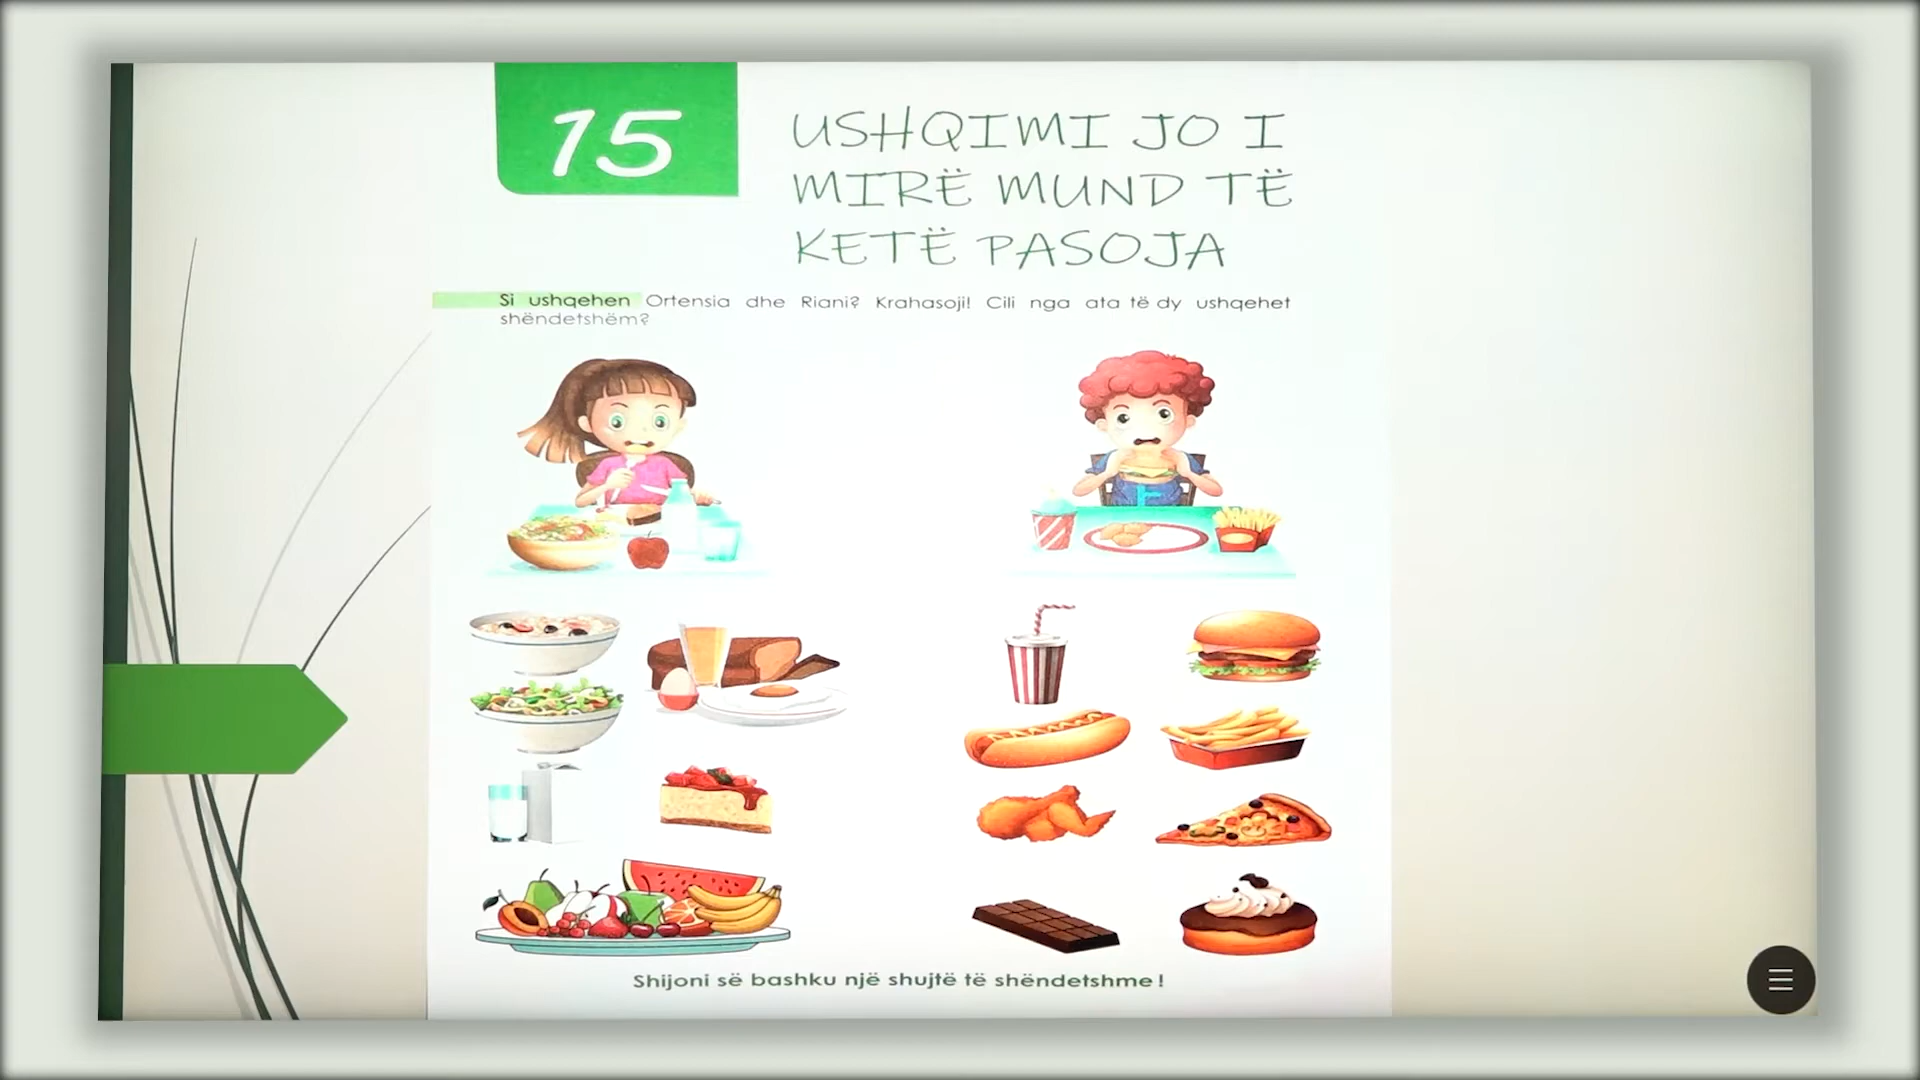 15
USHQIMI JO I
MIRË MUND TË
KETË PASOJA
Si ushqehen Ortensia dhe Riani? Krahasoji! Cili nga ata të dy ushqehet
shëndetshëm?
Shijoni së bashku një shujtë të shëndetshme!